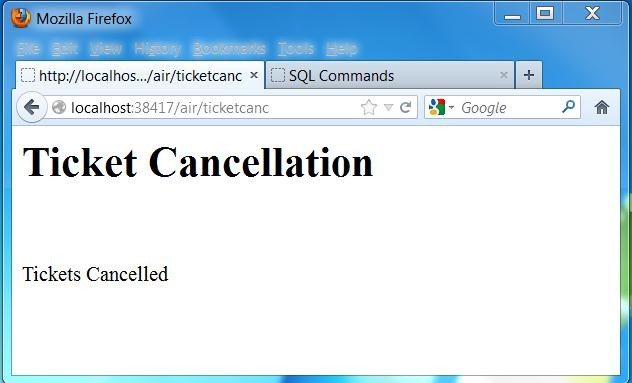 Mozilla Firefox
File Edit View History Bookmarks Tools Help
http://localhos.../air/ticketcanc × SQL Commands × +
localhost:38417/air/ticketcanc Google
Ticket Cancellation
Tickets Cancelled